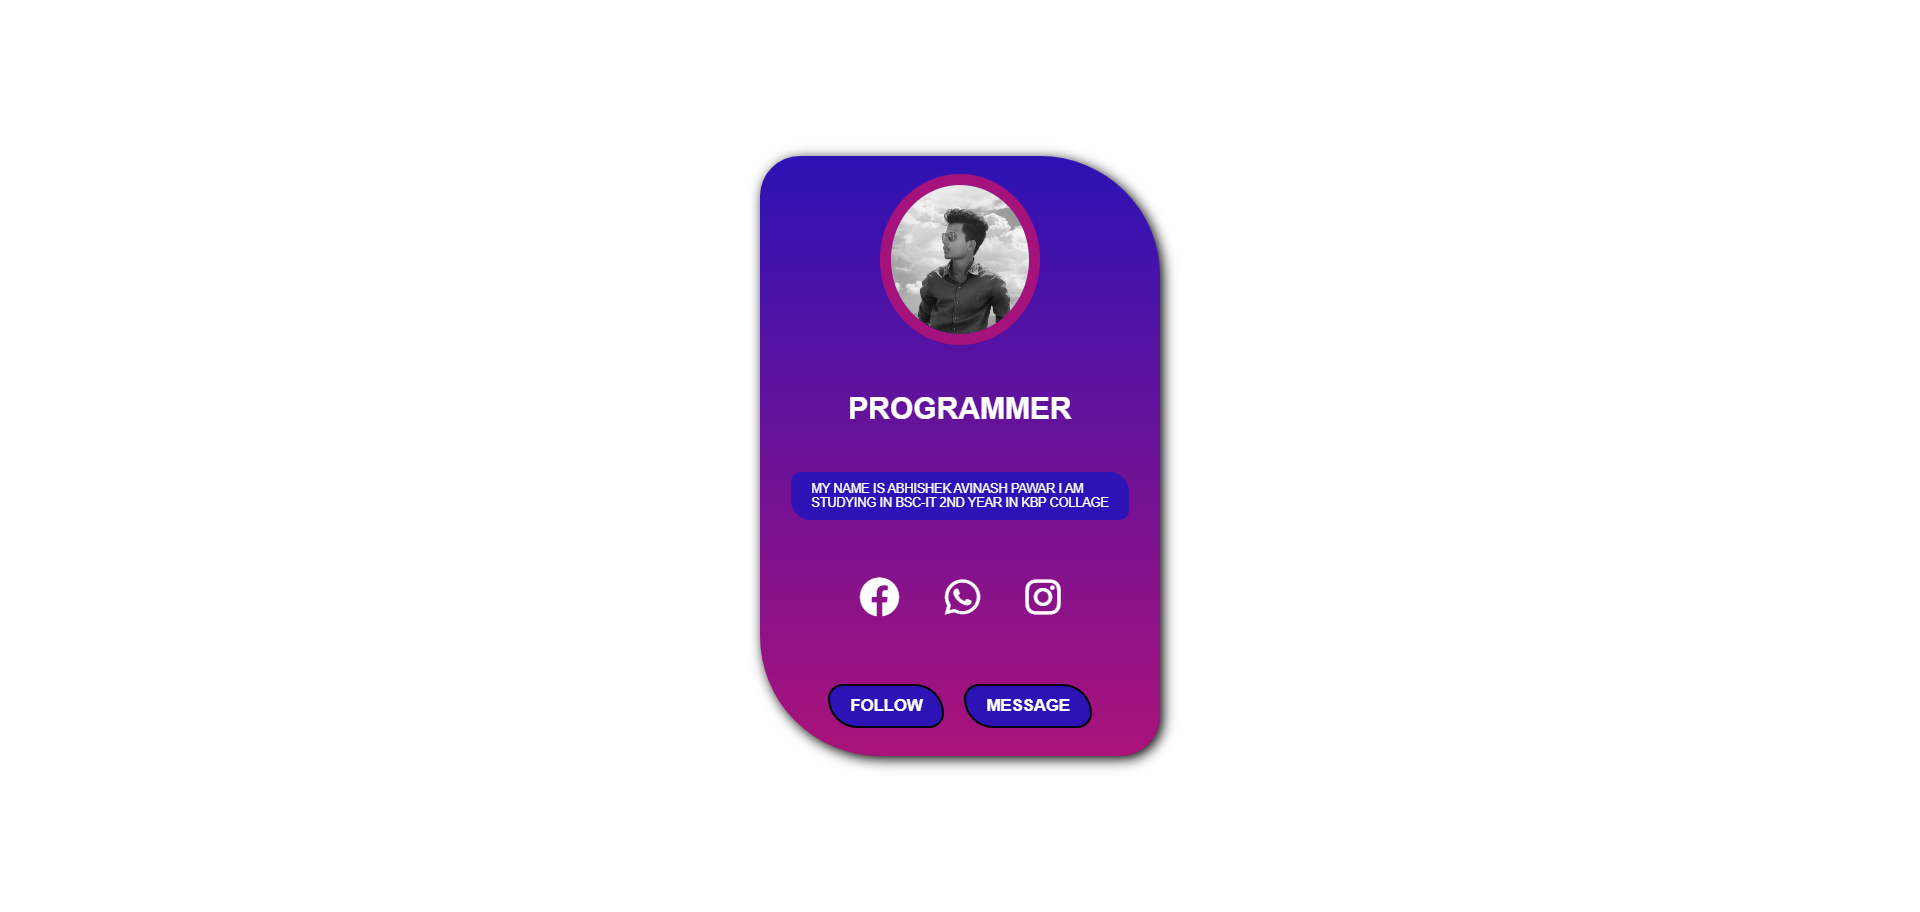 PROGRAMMER
MY NAME IS ABHISHEK AVINASH PAWAR I AM
STUDYING IN BSC-IT 2ND YEAR IN KBP COLLAGE
FOLLOW
MESSAGE